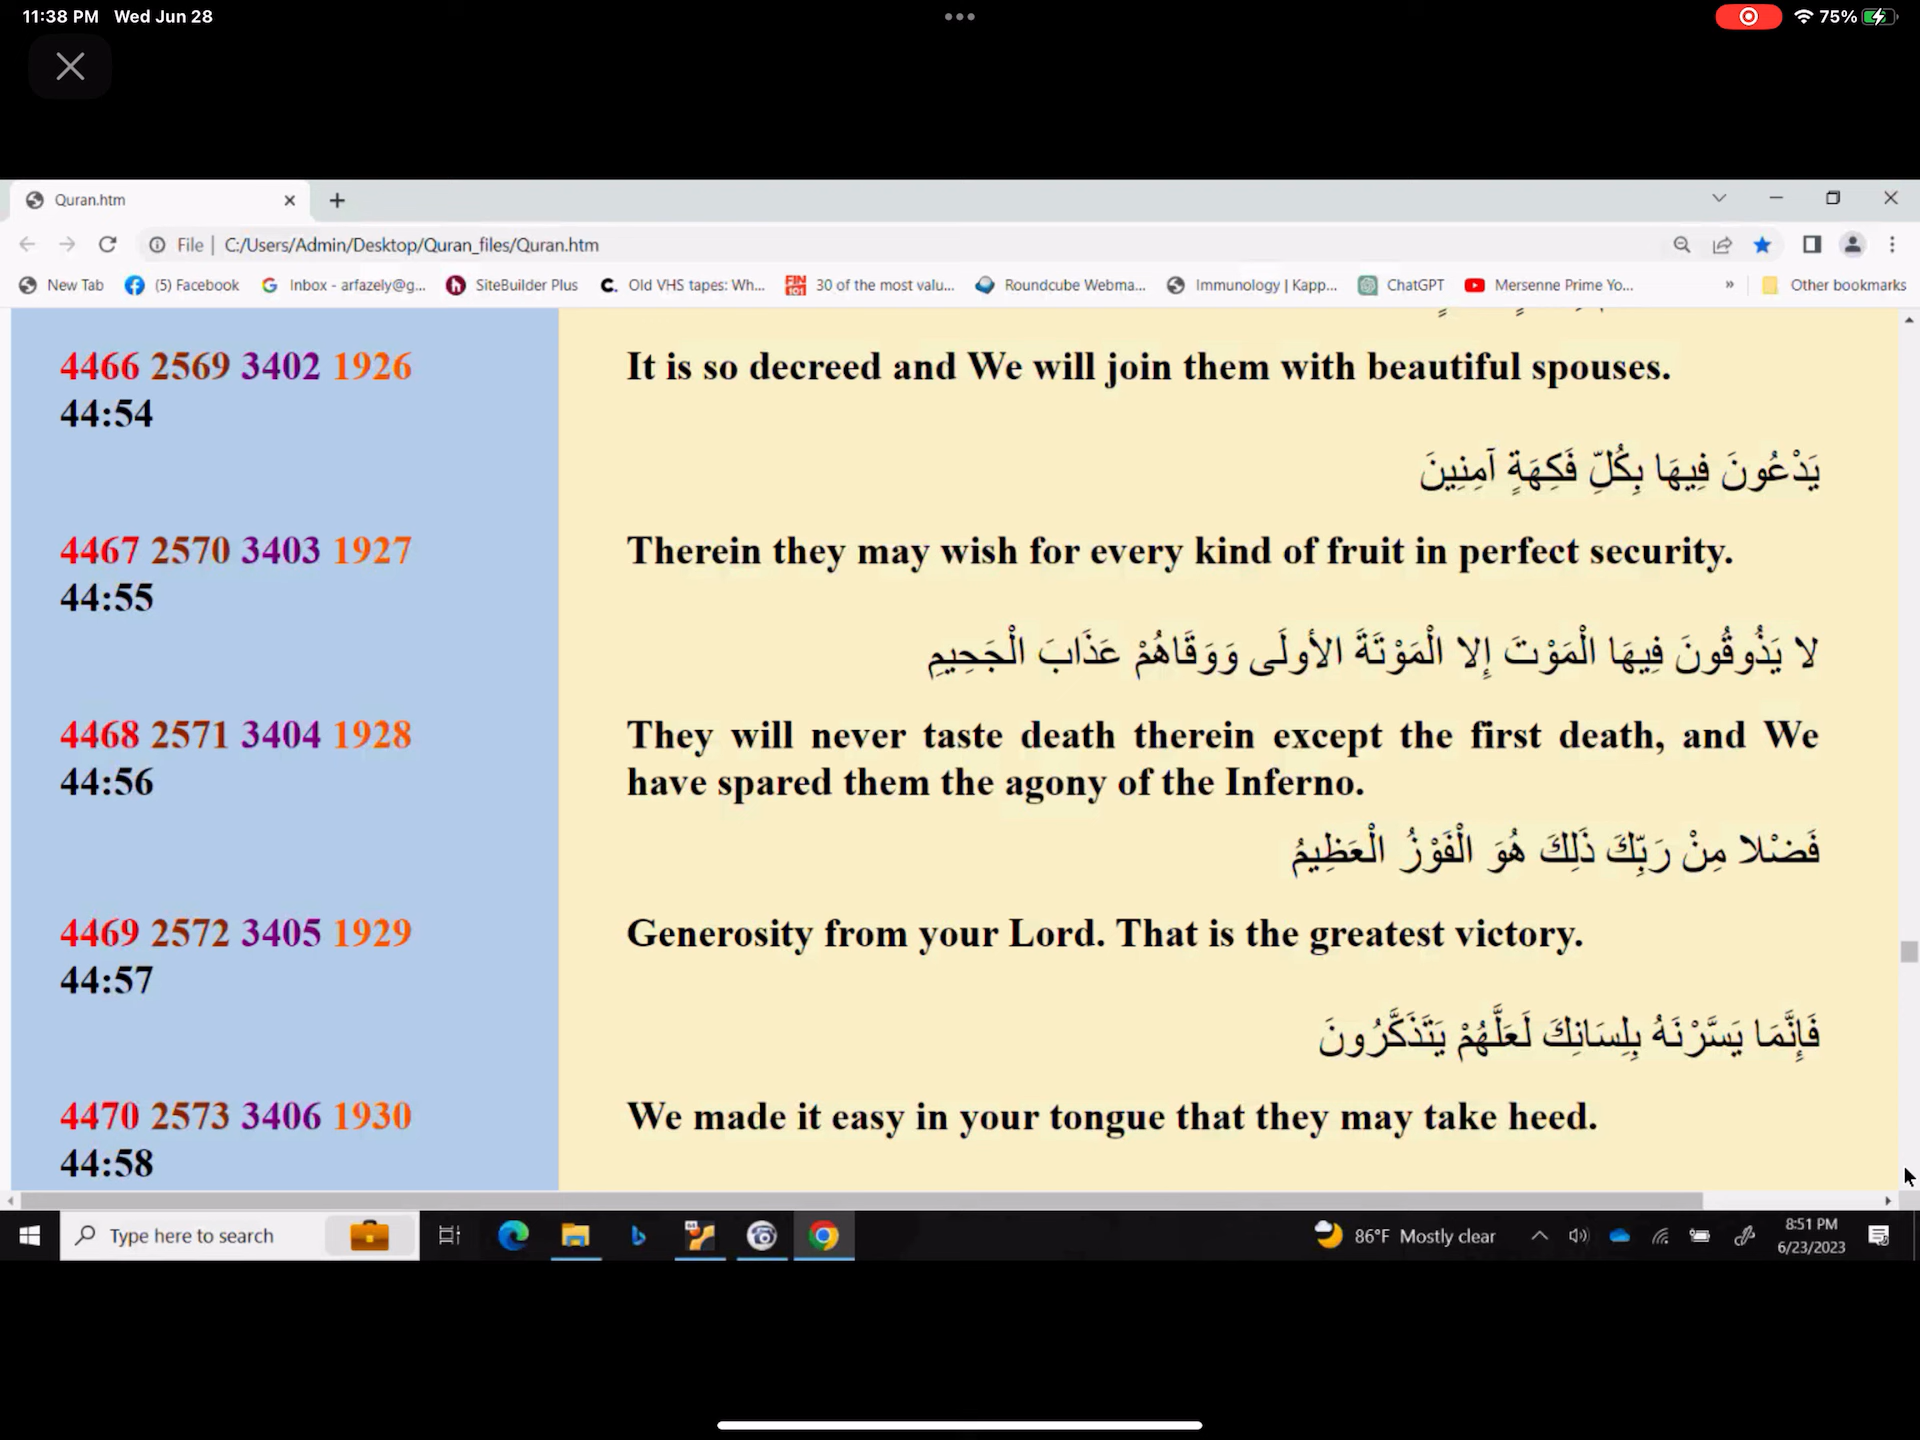 11:38 PM Wed Jun 28
75%
Quran.htm
File | C:/Users/Admin/Desktop/Quran_files/Quran.htm
New Tab (5) Facebook Inbox - arfazely@g... SiteBuilder Plus Old VHS tapes: Wh... FIN 101 30 of the most valu... Roundcube Webma... Immunology | Kapp... ChatGPT Mersenne Prime Yo... » Other bookmarks
4466 2569 3402 1926 It is so decreed and We will join them with beautiful spouses.
44:54
يَدْعُونَ فِيهَا بِكُلِّ فَكِهَةٍ آمِنِينَ
4467 2570 3403 1927 Therein they may wish for every kind of fruit in perfect security.
44:55
لا يَذُوقُونَ فِيهَا الْمَوْتَ إِلا الْمَوْتَةَ الأولَى وَوَقَاهُمْ عَذَابَ الْجَحِيمِ
4468 2571 3404 1928 They will never taste death therein except the first death, and We
44:56 have spared them the agony of the Inferno.
فَضْلا مِنْ رَبِّكَ ذَلِكَ هُوَ الْفَوْزُ الْعَظِيمُ
4469 2572 3405 1929 Generosity from your Lord. That is the greatest victory.
44:57
فَإِنَّمَا يَسَّرْنَهُ بِلِسَانِكَ لَعَلَّهُمْ يَتَذَكَّرُونَ
4470 2573 3406 1930 We made it easy in your tongue that they may take heed.
44:58
Type here to search
86°F Mostly clear
8:51 PM
6/23/2023